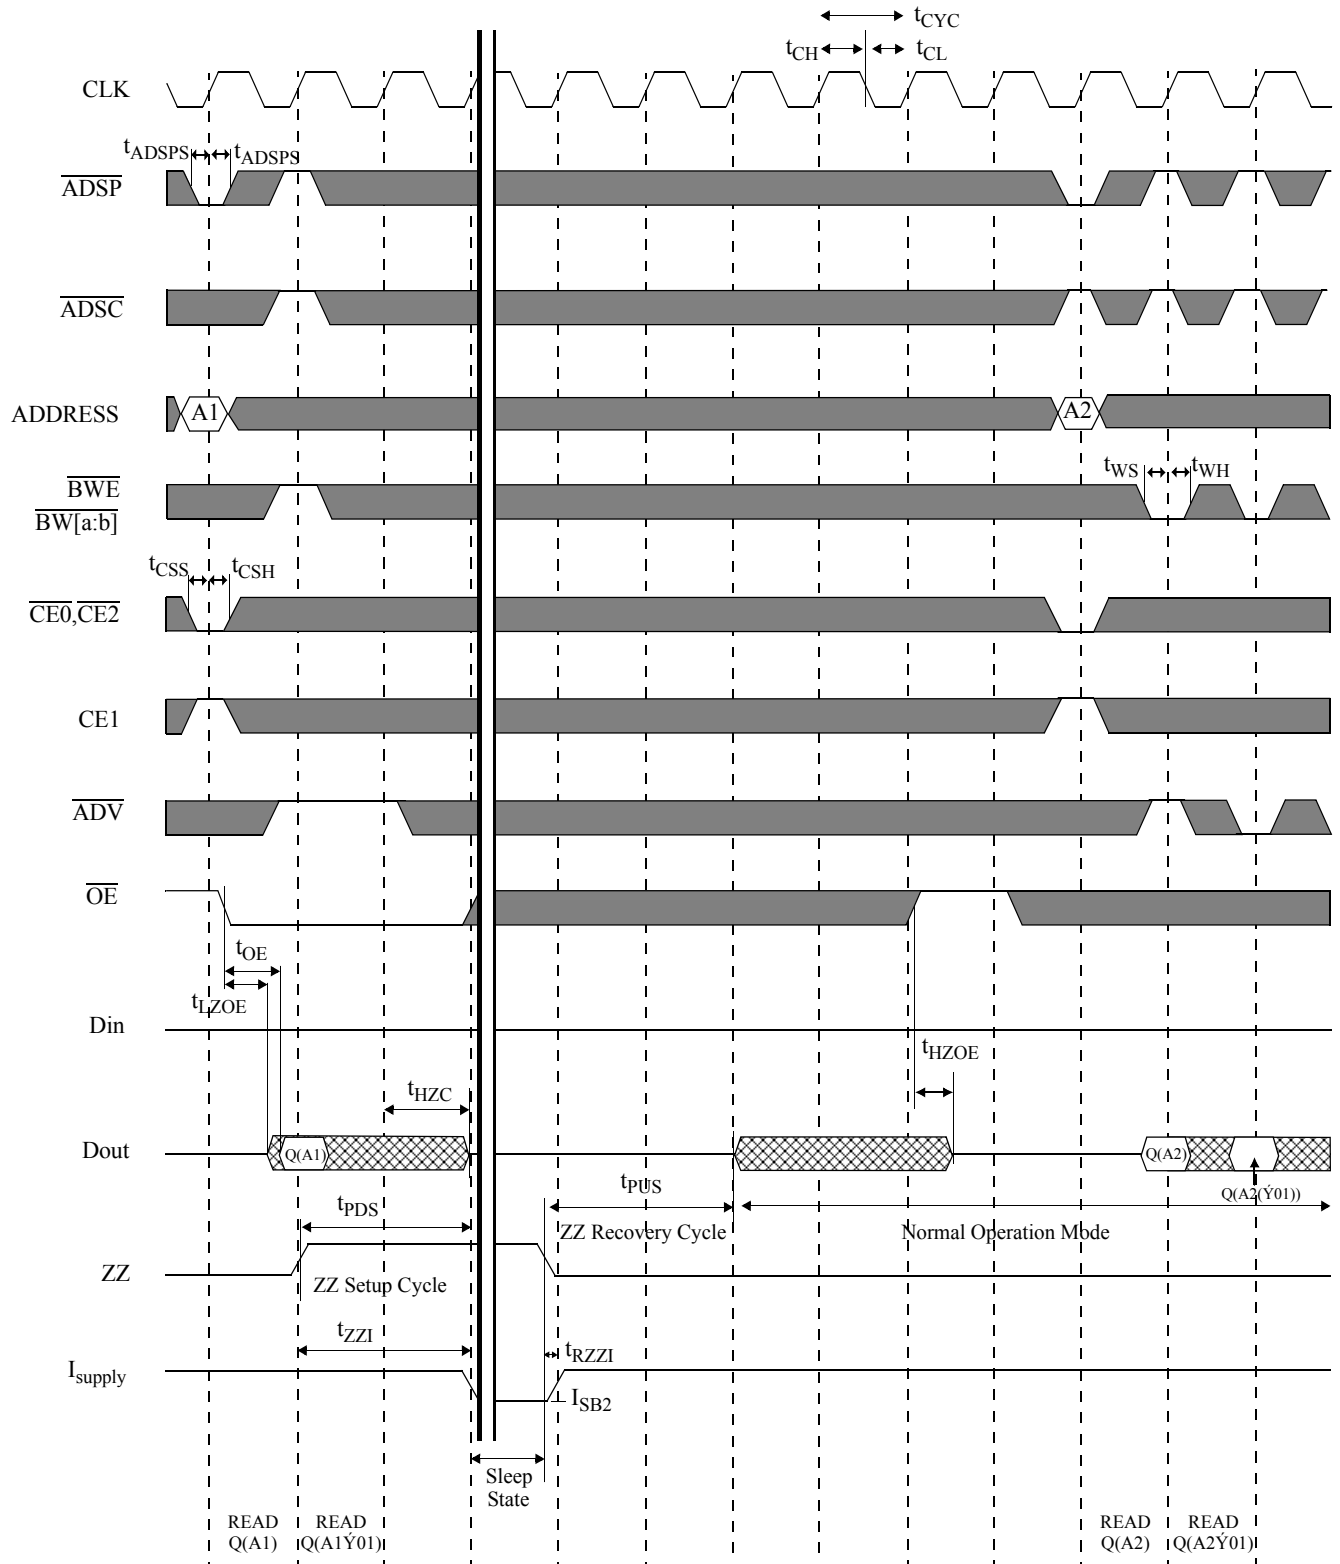 tCYC
tCH
tCL
CLK
tADSPS
tADSPS
ADSP
ADSC
ADDRESS
A1
A2
BWE
BW[a:b]
tWS
tWH
tCSS
tCSH
CE0,CE2
CE1
ADV
OE
tOE
tLZOE
Din
tHZOE
tHZC
Dout
Q(A1)
Q(A2)
Q(A2(Ý01))
tPUS
tPDS
ZZ Recovery Cycle
Normal Operation Mode
ZZ
ZZ Setup Cycle
tZZI
tRZZI
Isupply
ISB2
Sleep
State
READ
Q(A1)
READ
Q(A1Ý01)
READ
Q(A2)
READ
Q(A2Ý01)